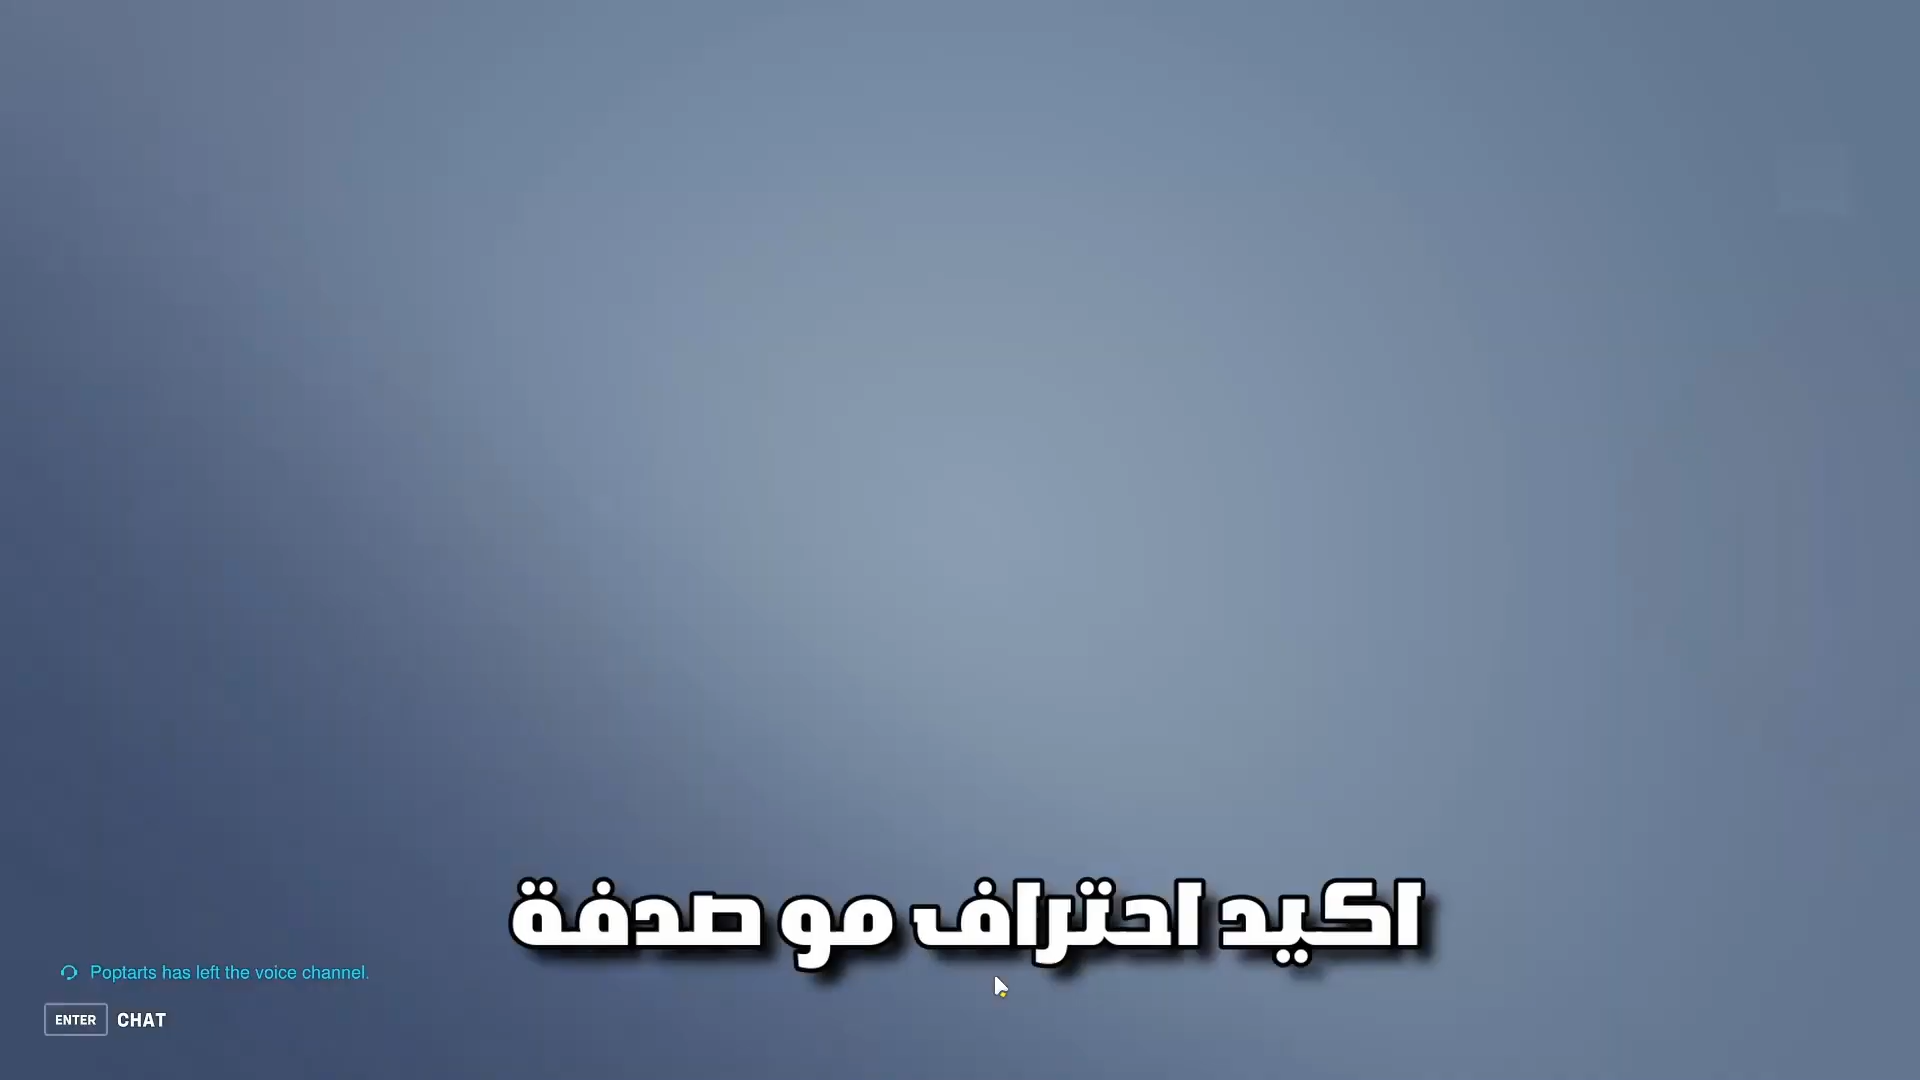 اكيد احتراف مو صدفة
Poptarts has left the voice channel.
ENTER CHAT